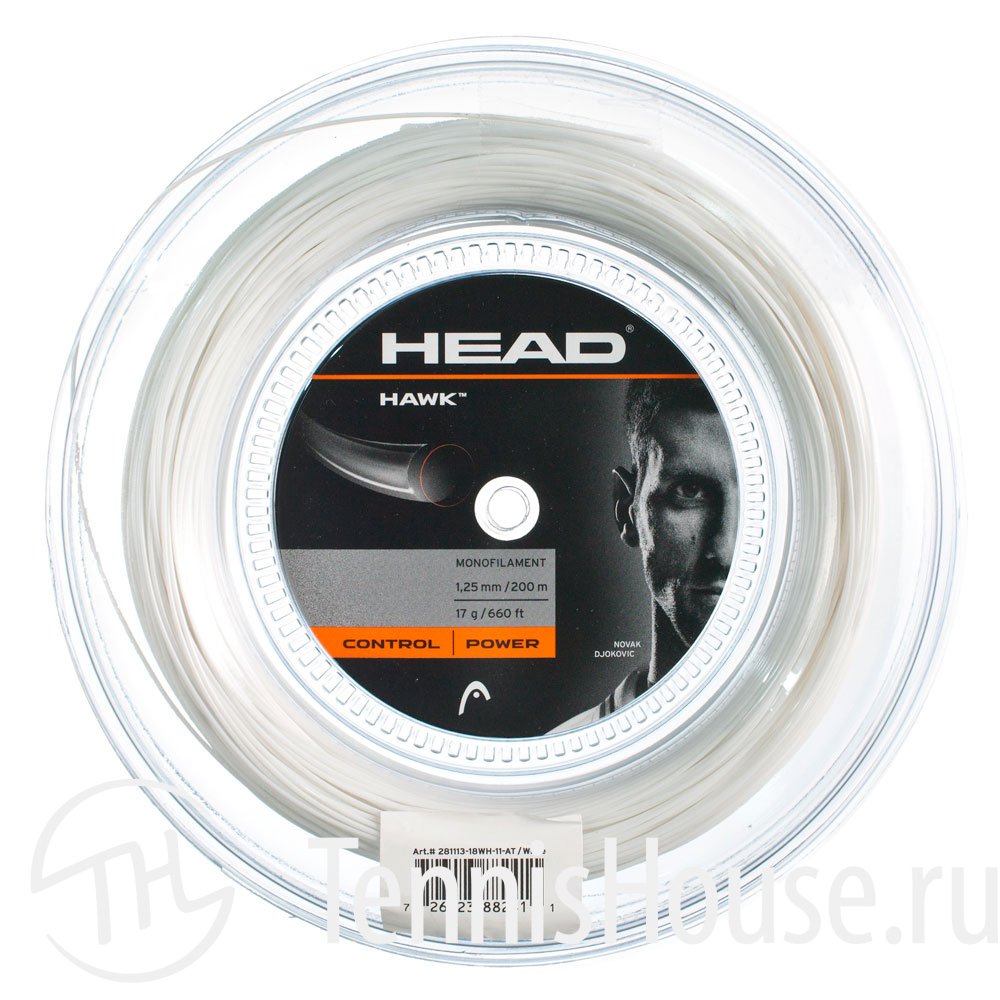 HEAD®
HAWK™
MONOFILAMENT
1,25 mm / 200 m
17 g / 660 ft
CONTROL | POWER
NOVAK
DJOKOVIC
Art.# 281113-18WH-11-AT /
TennisHouse.ru